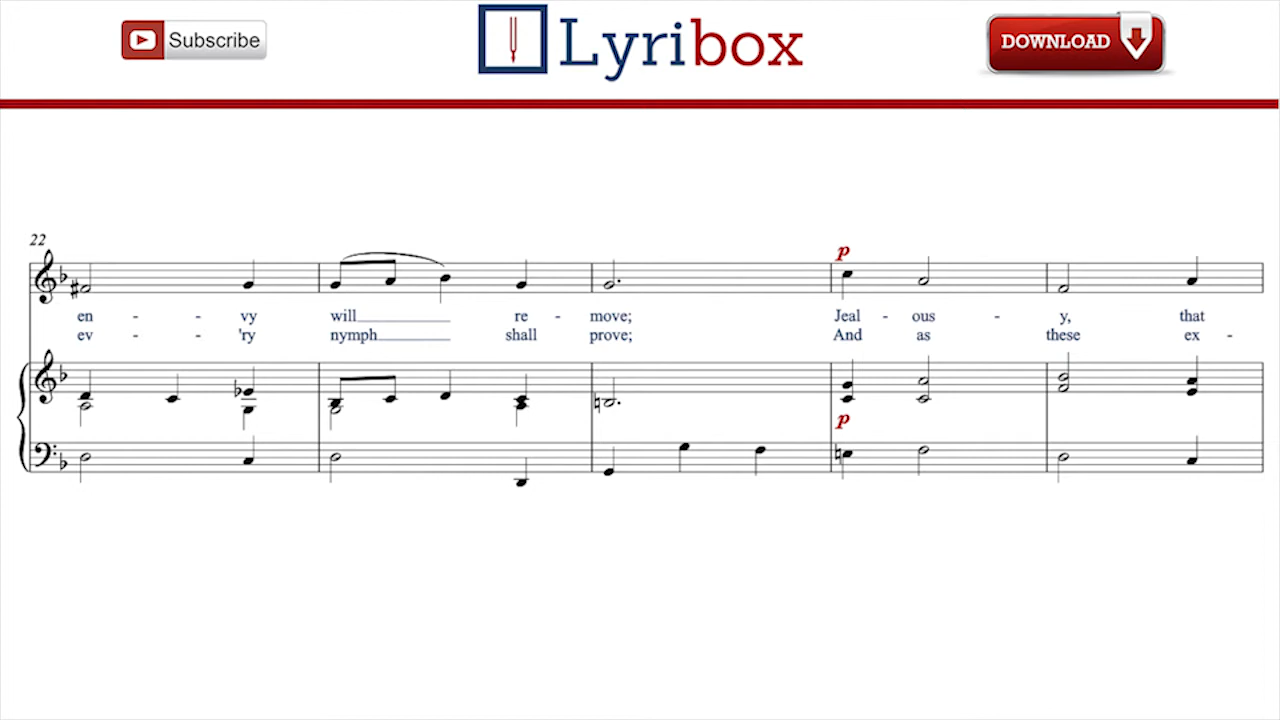 Subscribe
Lyribox
DOWNLOAD
22
p
en - - vy will re - move; Jeal - ous - y, that
ev - - 'ry nymph shall prove; And as these ex -
p